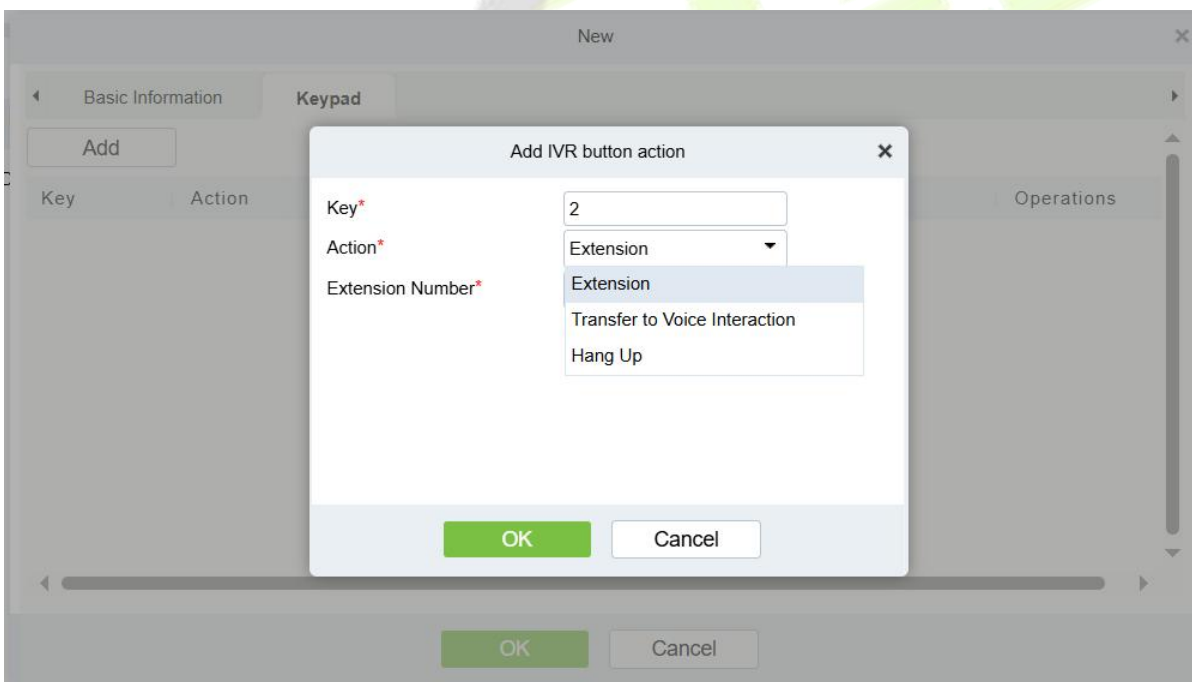 New
Basic Information Keypad
Add
Key Action Operations
Add IVR button action
Key* 2
Action* Extension
Extension Number* Extension
Transfer to Voice Interaction
Hang Up
OK Cancel
OK Cancel